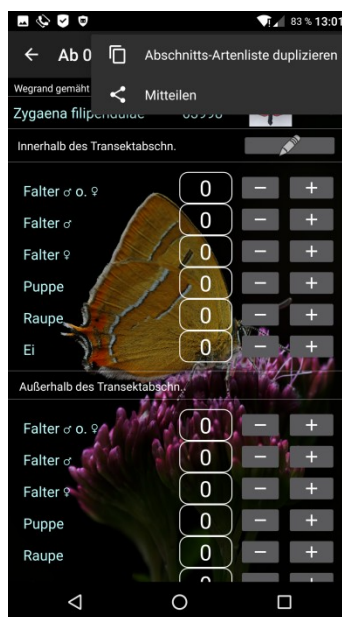 83 % 13:01
Ab 0
Abschnitts-Artenliste duplizieren
Mitteilen
Wegrand gemäht
Zygaena filipendulae
Innerhalb des Transektabschn.
Falter ♂ o. ♀ 0 − +
Falter ♂ 0 − +
Falter ♀ 0 − +
Puppe 0 − +
Raupe 0 − +
Ei 0 − +
Außerhalb des Transektabschn..
Falter ♂ o. ♀ 0 − +
Falter ♂ 0 − +
Falter ♀ 0 − +
Puppe 0 − +
Raupe 0 − +